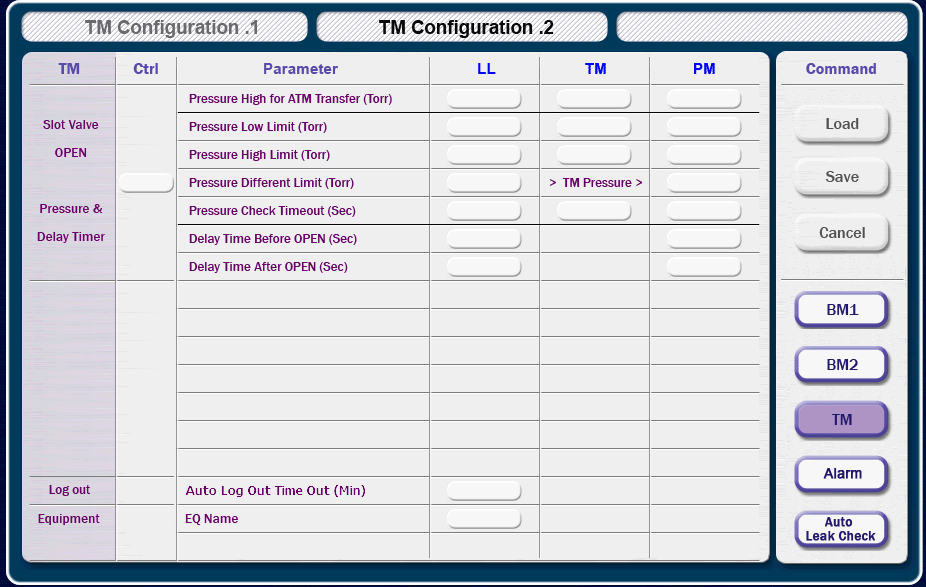 TM Configuration .1
TM Configuration .2
TM Ctrl Parameter LL TM PM
Command
Pressure High for ATM Transfer (Torr)
Slot Valve
Pressure Low Limit (Torr)
Load
OPEN
Pressure High Limit (Torr)
Save
Pressure Different Limit (Torr)
> TM Pressure >
Pressure &
Pressure Check Timeout (Sec)
Cancel
Delay Timer
Delay Time Before OPEN (Sec)
Delay Time After OPEN (Sec)
BM1
BM2
TM
Alarm
Log out
Auto Log Out Time Out (Min)
Equipment
EQ Name
Auto
Leak Check